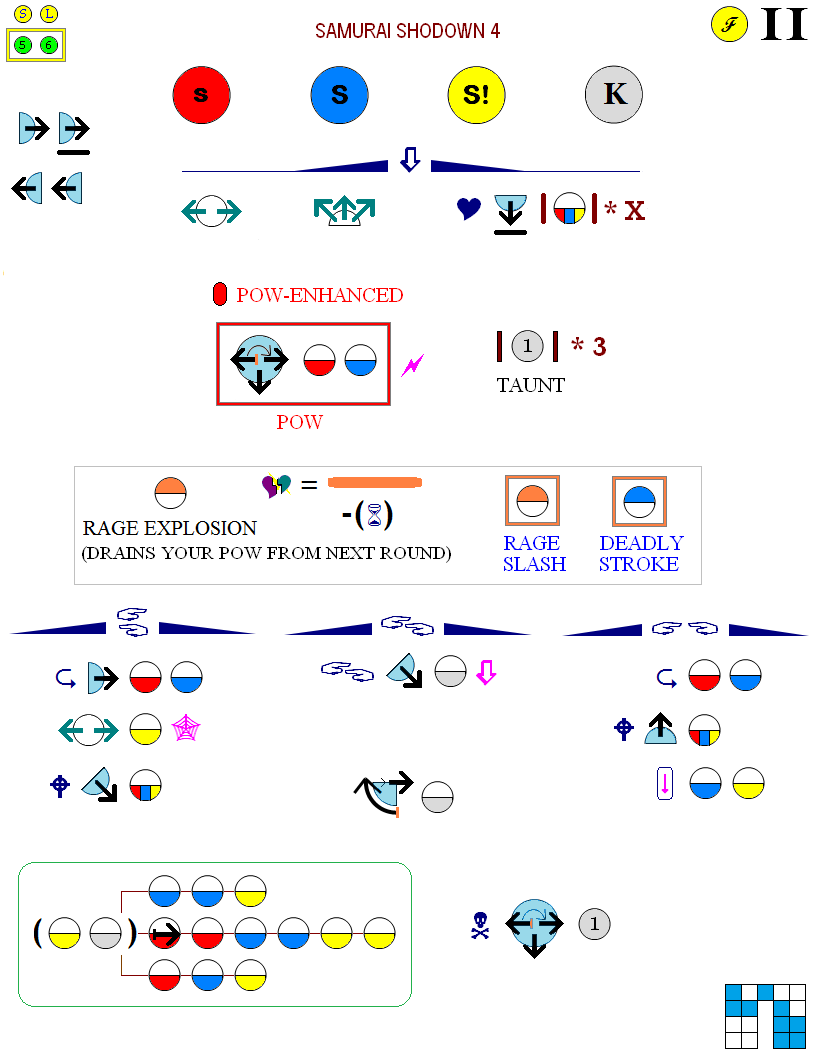 S L
SAMURAI SHODOWN 4
F II
5 6
s S S! K
* X
POW-ENHANCED
1 * 3
TAUNT
POW
= -( )
RAGE EXPLOSION
(DRAINS YOUR POW FROM NEXT ROUND)
RAGE
SLASH
DEADLY
STROKE
( )
1